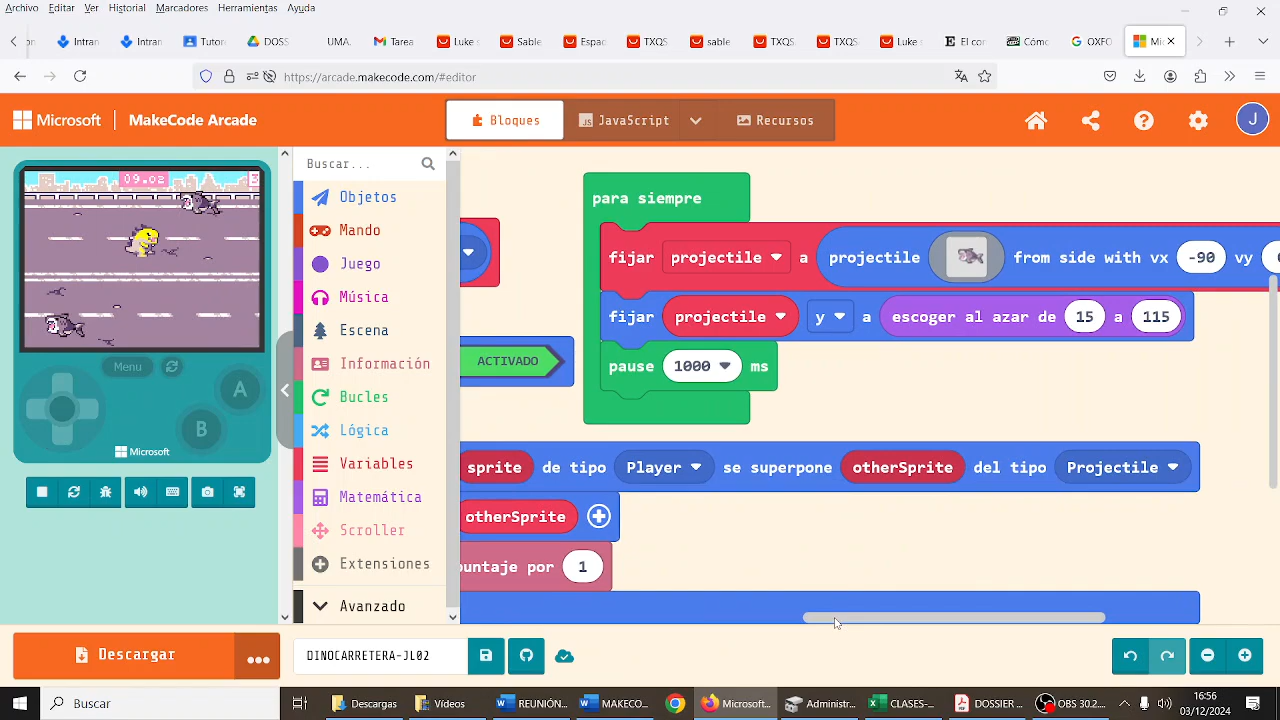 Archivo Editar Ver Historial Marcadores Herramientas Ayuda
Intran
Intran
Tutor
DOSS
UMA,
Tarea
Luke s
Sable
Espac
TXQS
sable
TXQS
TXQS
Luke s
El cor
Cómc
OXFO
Mic
https://arcade.makecode.com/#editor
Microsoft
MakeCode Arcade
Bloques
JavaScript
Recursos
J
09.02
3
Menu
A
B
Microsoft
Buscar...
Objetos
Mando
Juego
Música
Escena
Información
Bucles
Lógica
Variables
Matemática
Scroller
Extensiones
Avanzado
para siempre
fijar projectile a projectile from side with vx -90 vy
fijar projectile y a escoger al azar de 15 a 115
pause 1000 ms
ACTIVADO
sprite de tipo Player se superpone otherSprite del tipo Projectile
otherSprite
untaje por 1
Descargar
DINOCARRETERA-JL02
Buscar
Descargas
Vídeos
REUNIÓN...
MAKECO...
Microsof...
Administr...
CLASES-...
DOSSIER ...
OBS 30.2...
16:56
03/12/2024